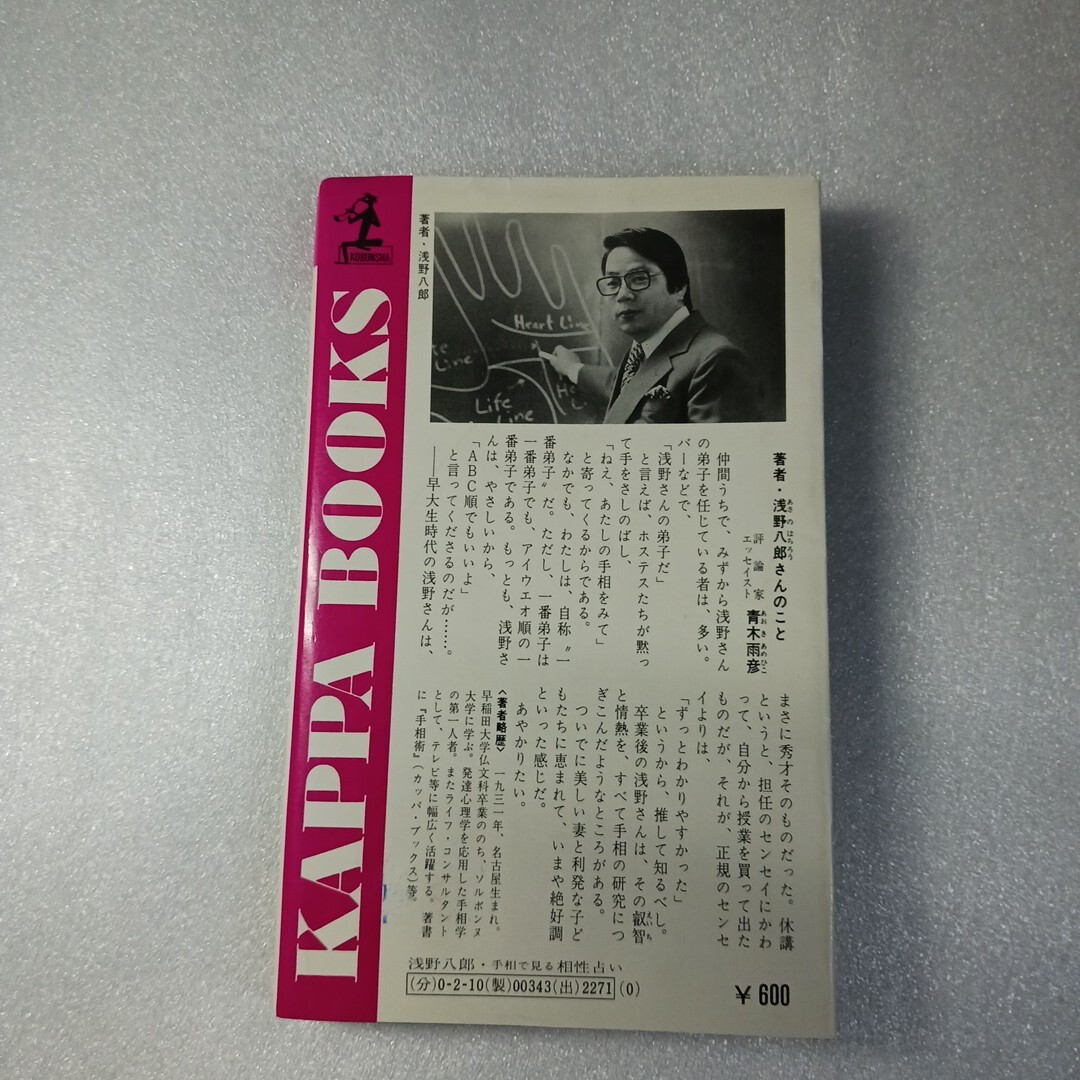 KOBUNSHA
KAPPA BOOKS
著者・浅野八郎
Heart Line
Line
Life
Line
著者・浅野八郎さんのこと
あさのはちろう
評論家
エッセイスト
青木雨彦
あおきあめひこ
仲間うちで、みずから浅野さん
の弟子を任じている者は、多い。
バーなどで、
「浅野さんの弟子だ」
と言えば、ホステスたちが黙っ
て手をさしのばし、
「ねえ、あたしの手相をみて」
と寄ってくるからである。
なかでも、わたしは、自称〝一
番弟子〟だ。ただし、一番弟子は
一番弟子でも、アイウエオ順の一
番弟子である。もっとも、浅野さ
んは、やさしいから、
「ABC順でもいいよ」
と言ってくださるのだが……。
――早大生時代の浅野さんは、
まさに秀才そのものだった。休講
というと、担任のセンセイにかわ
って、自分から授業を買って出た
ものだが、それが、正規のセンセ
イよりは、
「ずっとわかりやすかった」
というから、推して知るべし。
卒業後の浅野さんは、その叡智
えいち
と情熱を、すべて手相の研究につ
ぎこんだようなところがある。
ついでに美しい妻と利発な子ど
もたちに恵まれて、いまや絶好調
といった感じだ。
あやかりたい。
〈著者略歴〉 一九三一年、名古屋生まれ。
早稲田大学仏文科卒業ののち、ソルボンヌ
大学に学ぶ。発達心理学を応用した手相学
の第一人者。またライフ・コンサルタント
として、テレビ等に幅広く活躍する。著書
に『手相術』(カッパ・ブックス)等。
浅野八郎・手相で見る相性占い
(分)0-2-10(製)00343(出)2271(0)
¥600